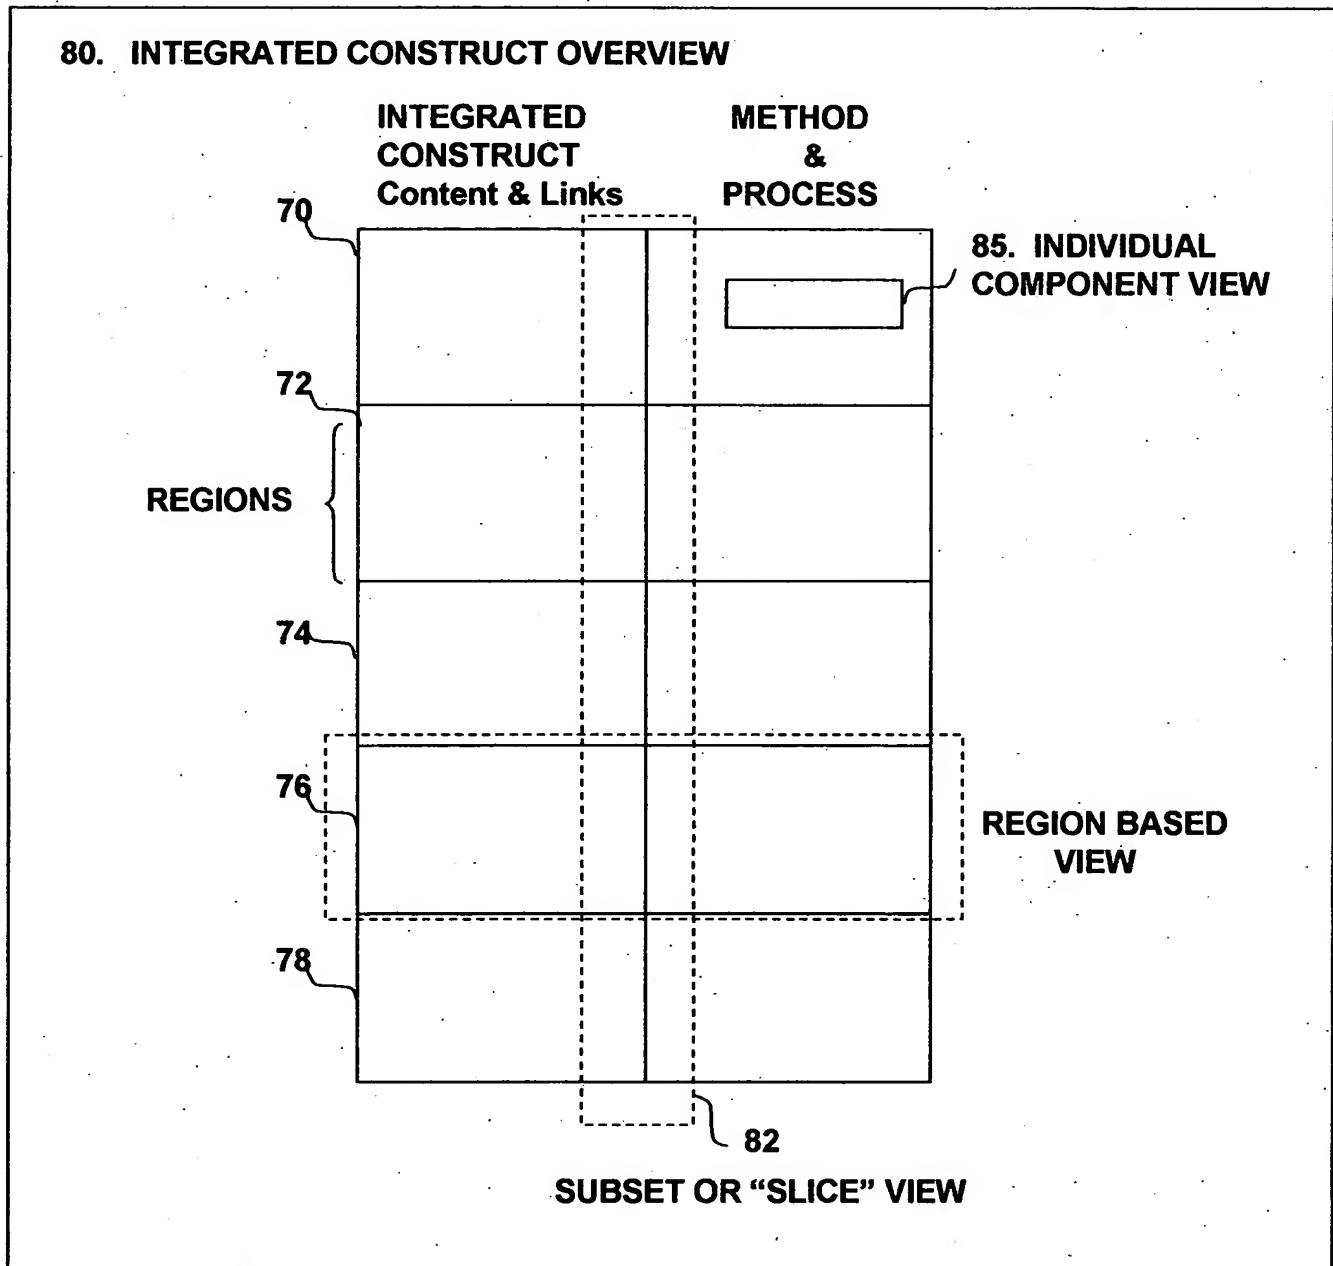 80. INTEGRATED CONSTRUCT OVERVIEW
INTEGRATED
CONSTRUCT
Content & Links
METHOD
&
PROCESS
70
85. INDIVIDUAL
COMPONENT VIEW
72
REGIONS
74
76
REGION BASED
VIEW
78
82
SUBSET OR “SLICE” VIEW